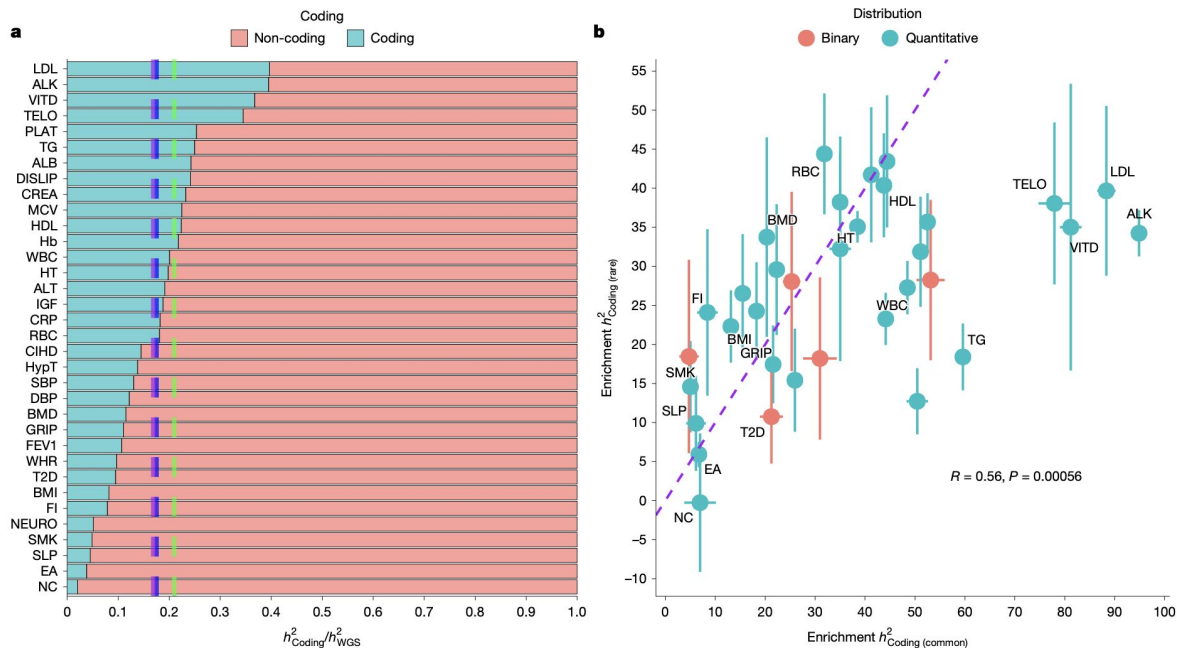 a
Coding
Non-coding
Coding
LDL
ALK
VITD
TELO
PLAT
TG
ALB
DISLIP
CREA
MCV
HDL
Hb
WBC
HT
ALT
IGF
CRP
RBC
CIHD
HypT
SBP
DBP
BMD
GRIP
FEV1
WHR
T2D
BMI
FI
NEURO
SMK
SLP
EA
NC
0 0.1 0.2 0.3 0.4 0.5 0.6 0.7 0.8 0.9 1.0
h²Coding/h²WGS
b
Distribution
Binary
Quantitative
Enrichment h²Coding (rare)
55
50
45
40
35
30
25
20
15
10
5
0
−5
−10
RBC
HDL
TELO
LDL
BMD
HT
ALK
VITD
FI
WBC
BMI
GRIP
TG
SMK
SLP
T2D
EA
NC
R = 0.56, P = 0.00056
0 10 20 30 40 50 60 70 80 90 100
Enrichment h²Coding (common)